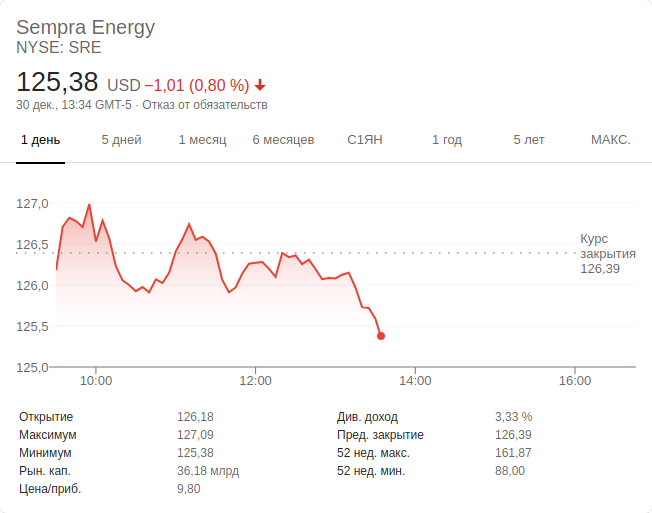 Sempra Energy
NYSE: SRE
125,38 USD −1,01 (0,80 %)
30 дек., 13:34 GMT-5 · Отказ от обязательств
1 день 5 дней 1 месяц 6 месяцев С1ЯН 1 год 5 лет МАКС.
127,0
126,5
126,0
125,5
125,0
Курс
закрытия
126,39
10:00 12:00 14:00 16:00
Открытие 126,18 Див. доход 3,33 %
Максимум 127,09 Пред. закрытие 126,39
Минимум 125,38 52 нед. макс. 161,87
Рын. кап. 36,18 млрд 52 нед. мин. 88,00
Цена/приб. 9,80